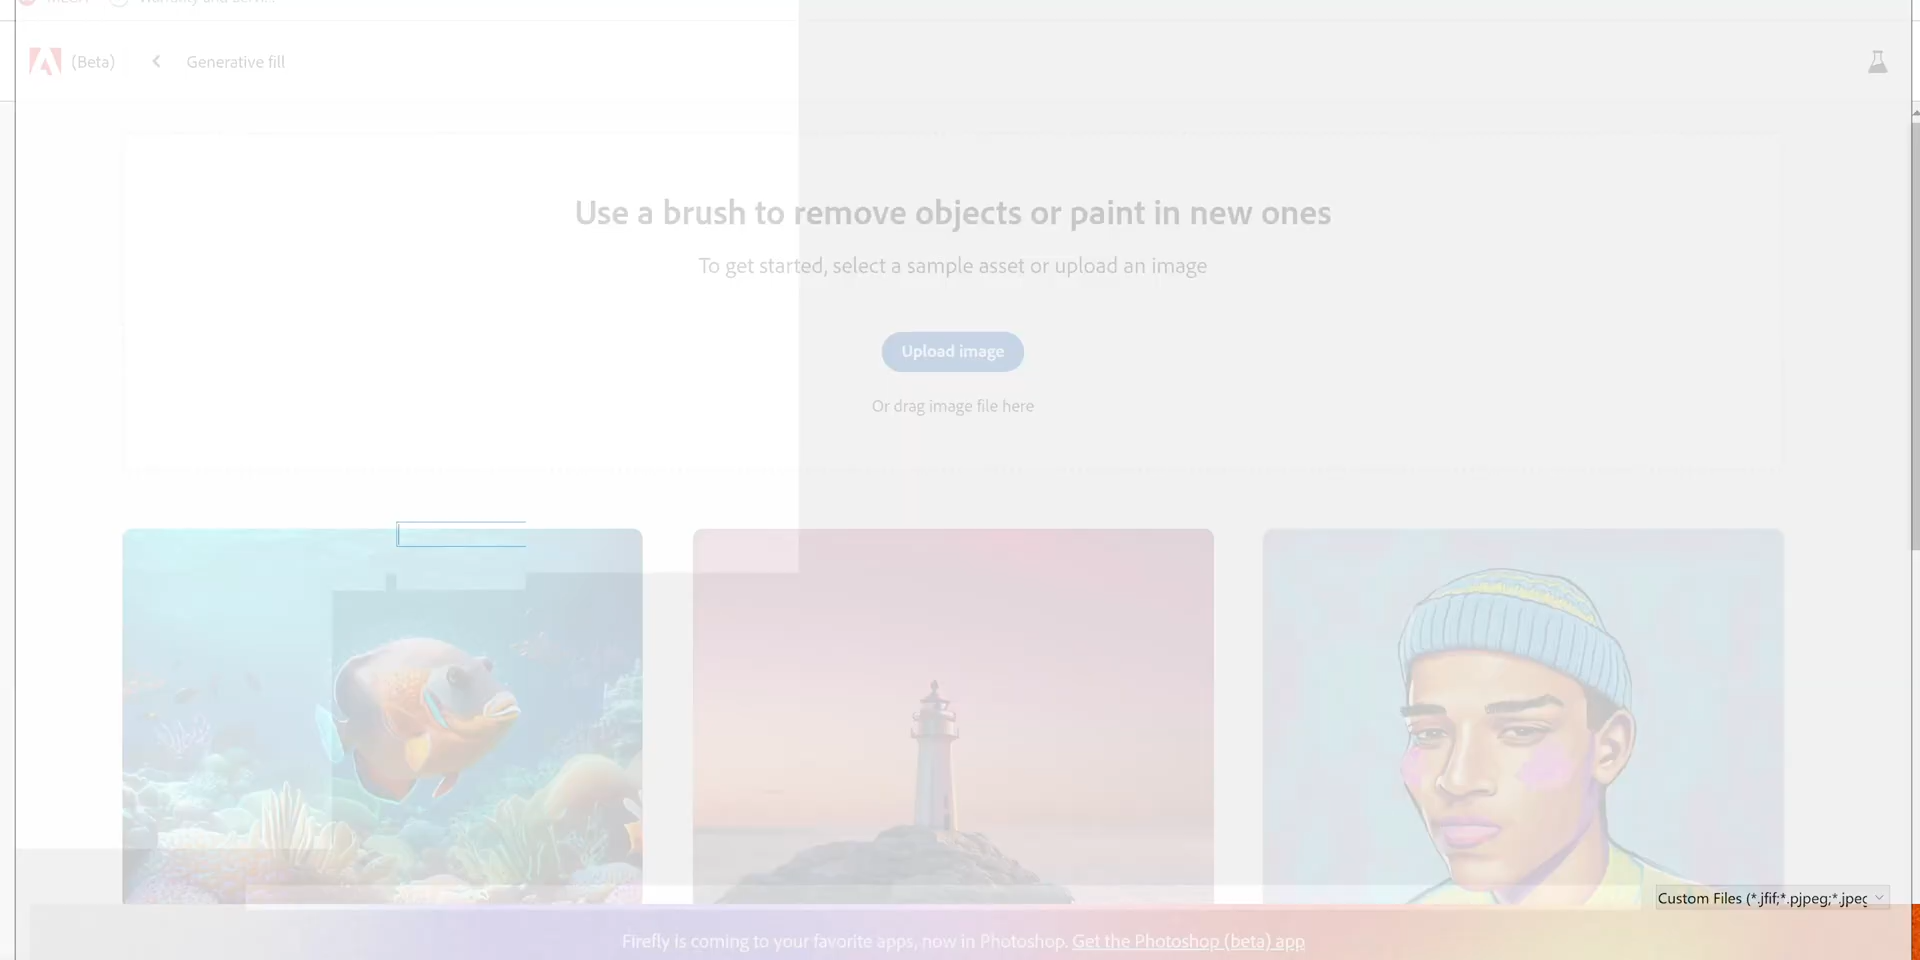 (Beta)
Generative fill
Use a brush to remove objects or paint in new ones
To get started, select a sample asset or upload an image
Upload image
Or drag image file here
Custom Files (*.jfif;*.pjpeg;*.jpeg
Firefly is coming to your favorite apps, now in Photoshop. Get the Photoshop (beta) app